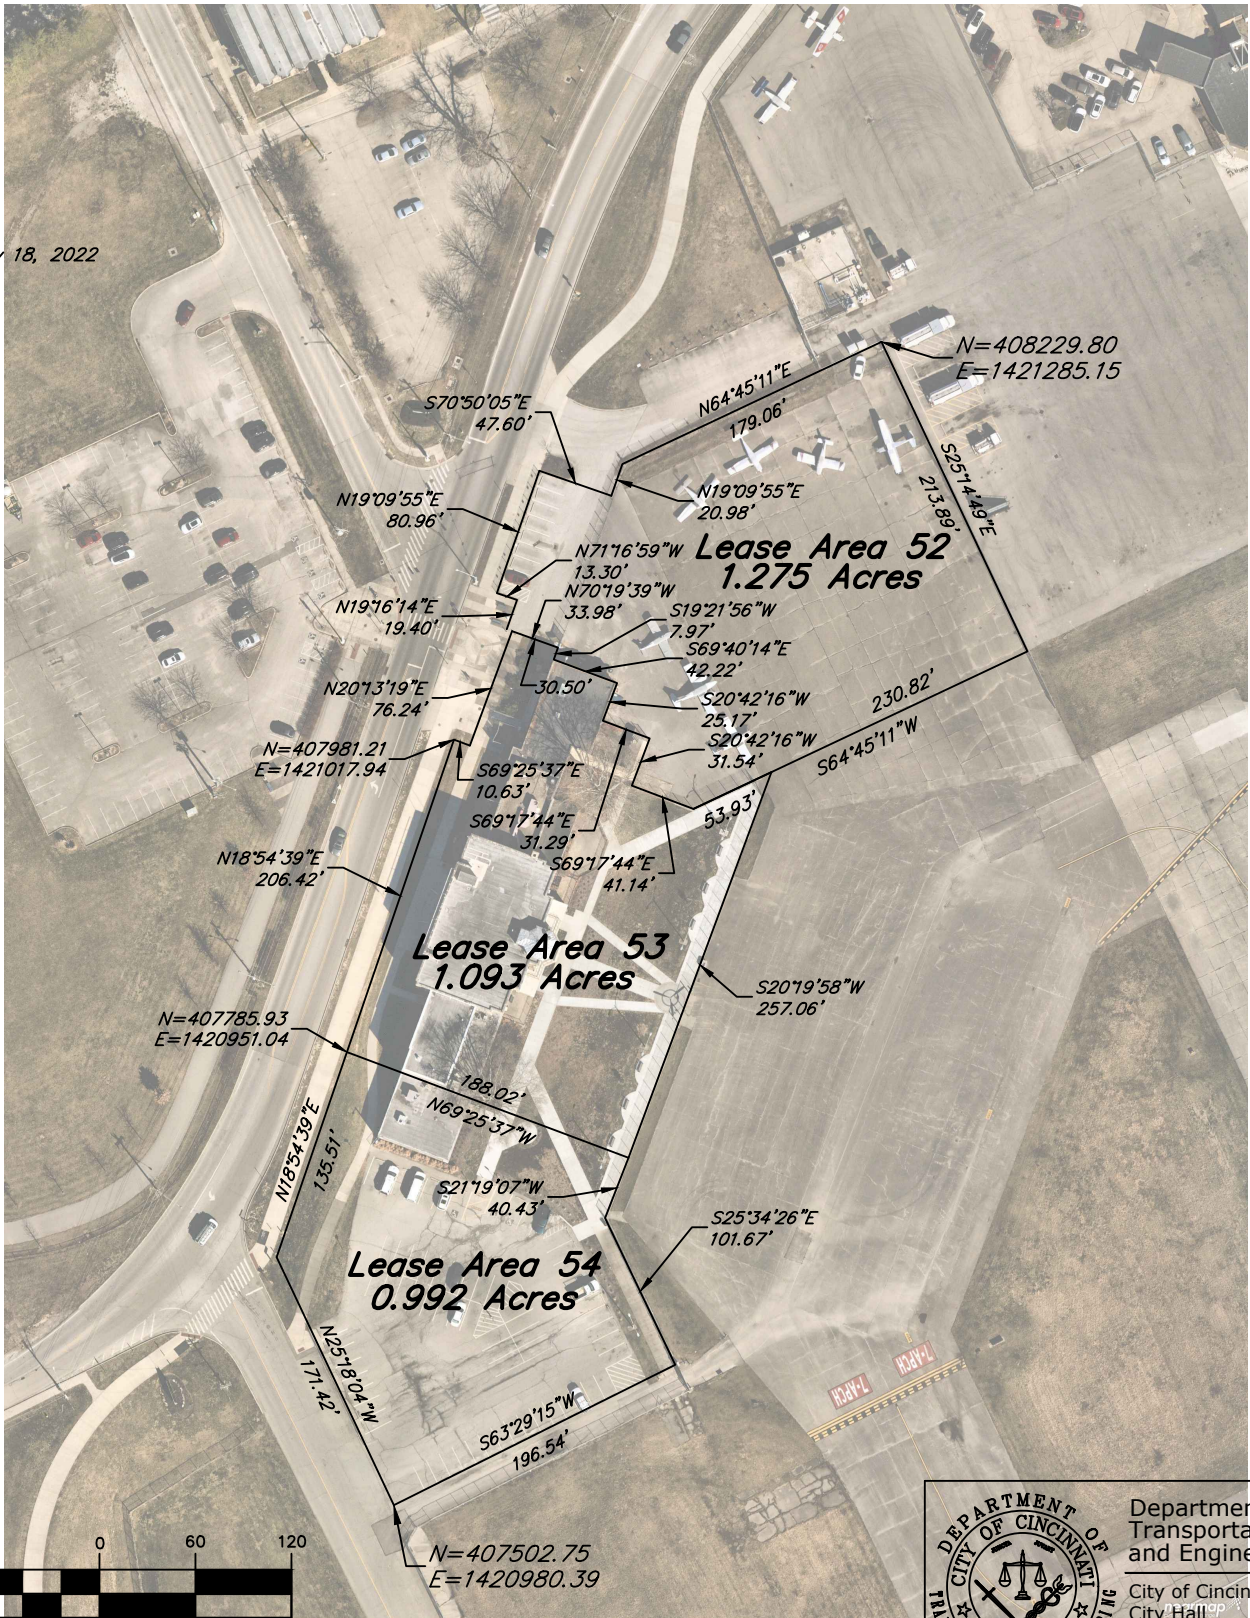 18, 2022
N=408229.80
E=1421285.15
N64°45'11"E
179.06'
S70°50'05"E
47.60'
S25°14'49"E
213.89'
N19°09'55"E
80.96'
N19°09'55"E
20.98'
Lease Area 52
1.275 Acres
N71°16'59"W
13.30'
N70°19'39"W
33.98'
N19°16'14"E
19.40'
S19°21'56"W
7.97'
S69°40'14"E
42.22'
30.50'
N20°13'19"E
76.24'
S20°42'16"W
25.17'
230.82'
S64°45'11"W
S20°42'16"W
31.54'
N=407981.21
E=1421017.94
S69°25'37"E
10.63'
53.93'
S69°17'44"E
31.29'
S69°17'44"E
41.14'
N18°54'39"E
206.42'
Lease Area 53
1.093 Acres
S20°19'58"W
257.06'
N=407785.93
E=1420951.04
188.02'
N69°25'37"W
N18°54'39"E
135.51'
S21°19'07"W
40.43'
S25°34'26"E
101.67'
Lease Area 54
0.992 Acres
N25°18'04"W
171.42'
S63°29'15"W
196.54'
7-APCH
7-APCH
N=407502.75
E=1420980.39
0 60 120
DEPARTMENT OF
CITY OF CINCINNATI
Transporta
and Engine
City of Cincin
City Hall
nearmap